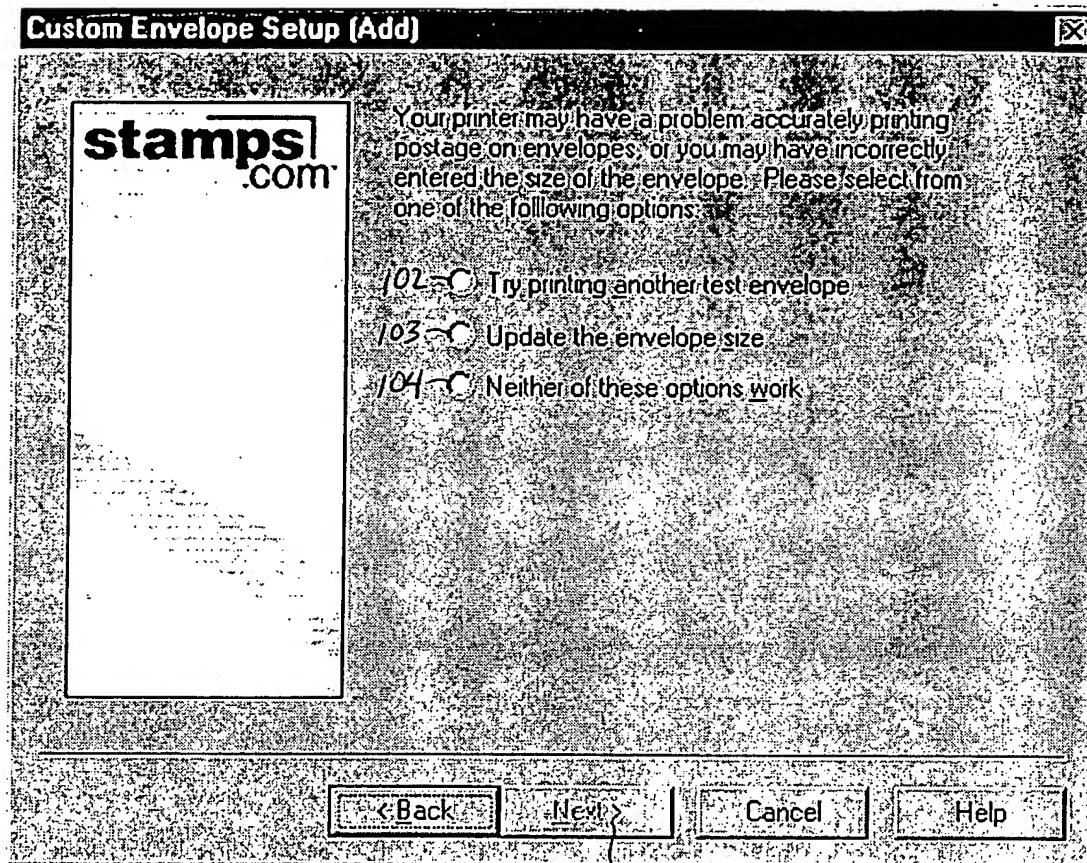 Custom Envelope Setup (Add)
stamps
.com
Your printer may have a problem accurately printing
postage on envelopes, or you may have incorrectly
entered the size of the envelope. Please select from
one of the following options:
102 Try printing another test envelope
103 Update the envelope size
104 Neither of these options work
< Back Next > Cancel Help